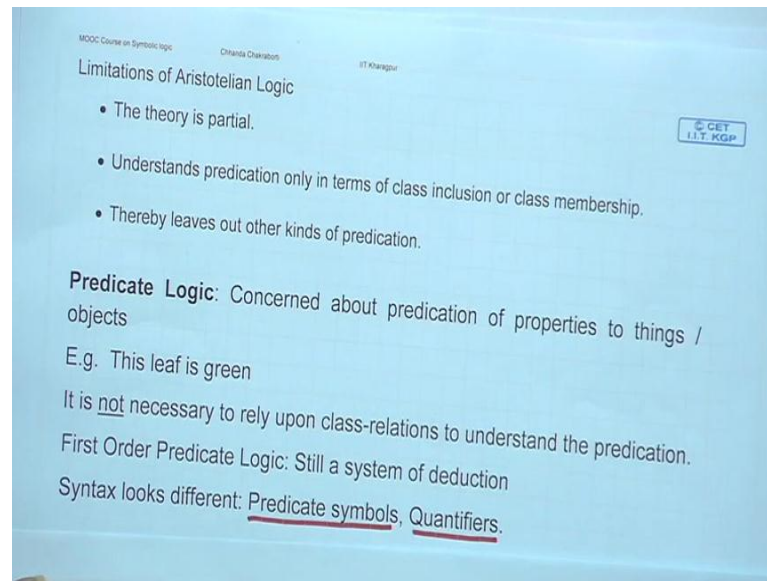 MOOC Course on Symbolic logic Chhanda Chakraborti IIT Kharagpur
Limitations of Aristotelian Logic
• The theory is partial.
© CET
I.I.T. KGP
• Understands predication only in terms of class inclusion or class membership.
• Thereby leaves out other kinds of predication.
Predicate Logic: Concerned about predication of properties to things /
objects
E.g. This leaf is green
It is not necessary to rely upon class-relations to understand the predication.
First Order Predicate Logic: Still a system of deduction
Syntax looks different: Predicate symbols, Quantifiers.